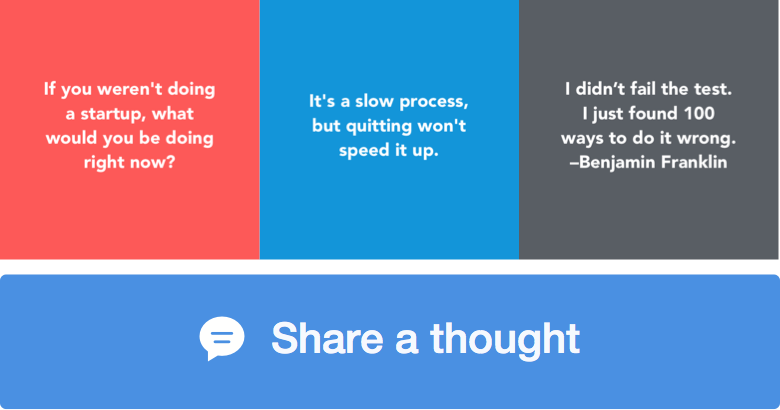 If you weren't doing
a startup, what
would you be doing
right now?
It's a slow process,
but quitting won't
speed it up.
I didn’t fail the test.
I just found 100
ways to do it wrong.
–Benjamin Franklin
Share a thought